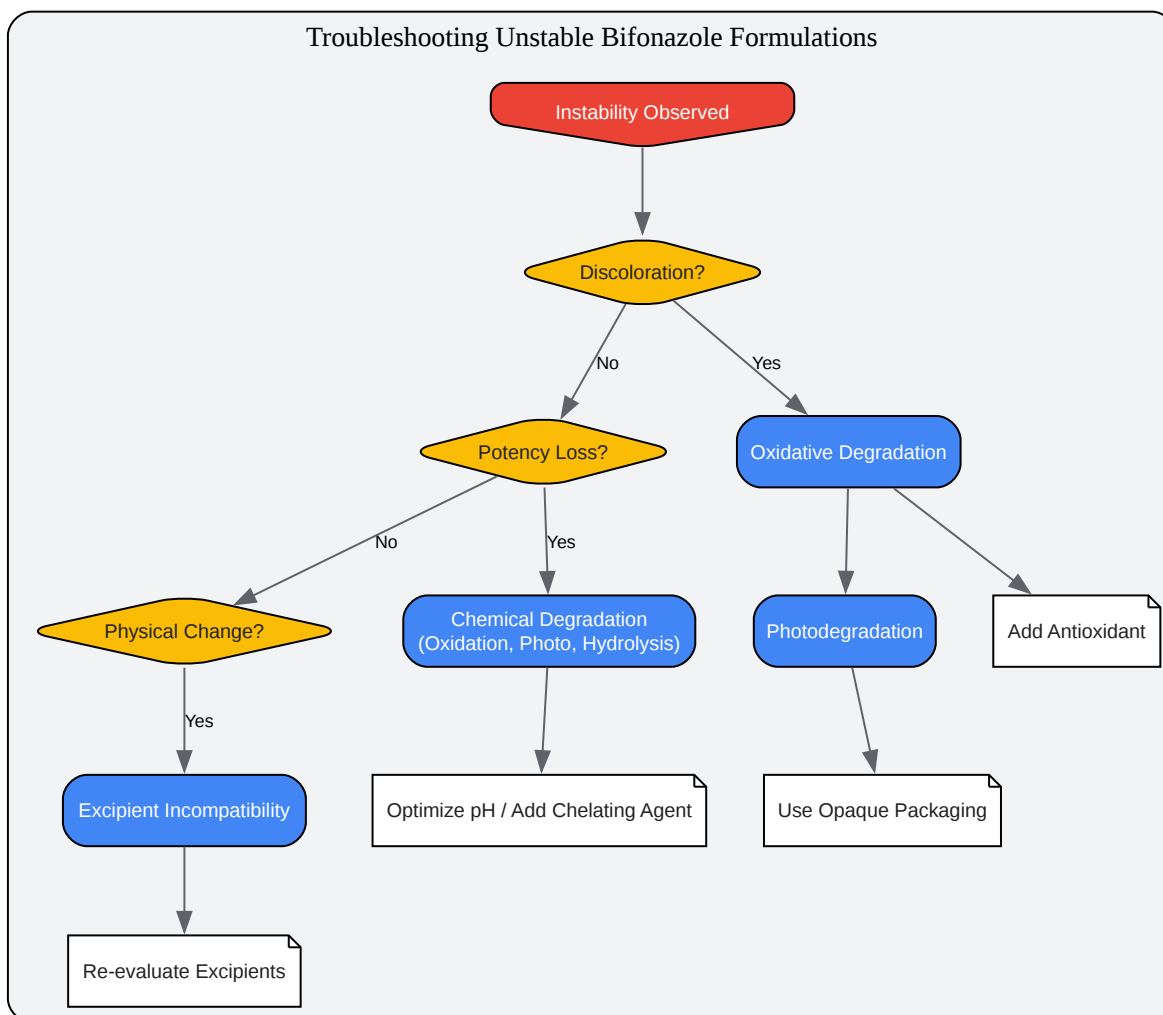 Troubleshooting Unstable Bifonazole Formulations
Instability Observed
Discoloration?
No
Yes
Potency Loss?
Oxidative Degradation
No
Yes
Physical Change?
Chemical Degradation
(Oxidation, Photo, Hydrolysis)
Photodegradation
Add Antioxidant
Yes
Excipient Incompatibility
Optimize pH / Add Chelating Agent
Use Opaque Packaging
Re-evaluate Excipients